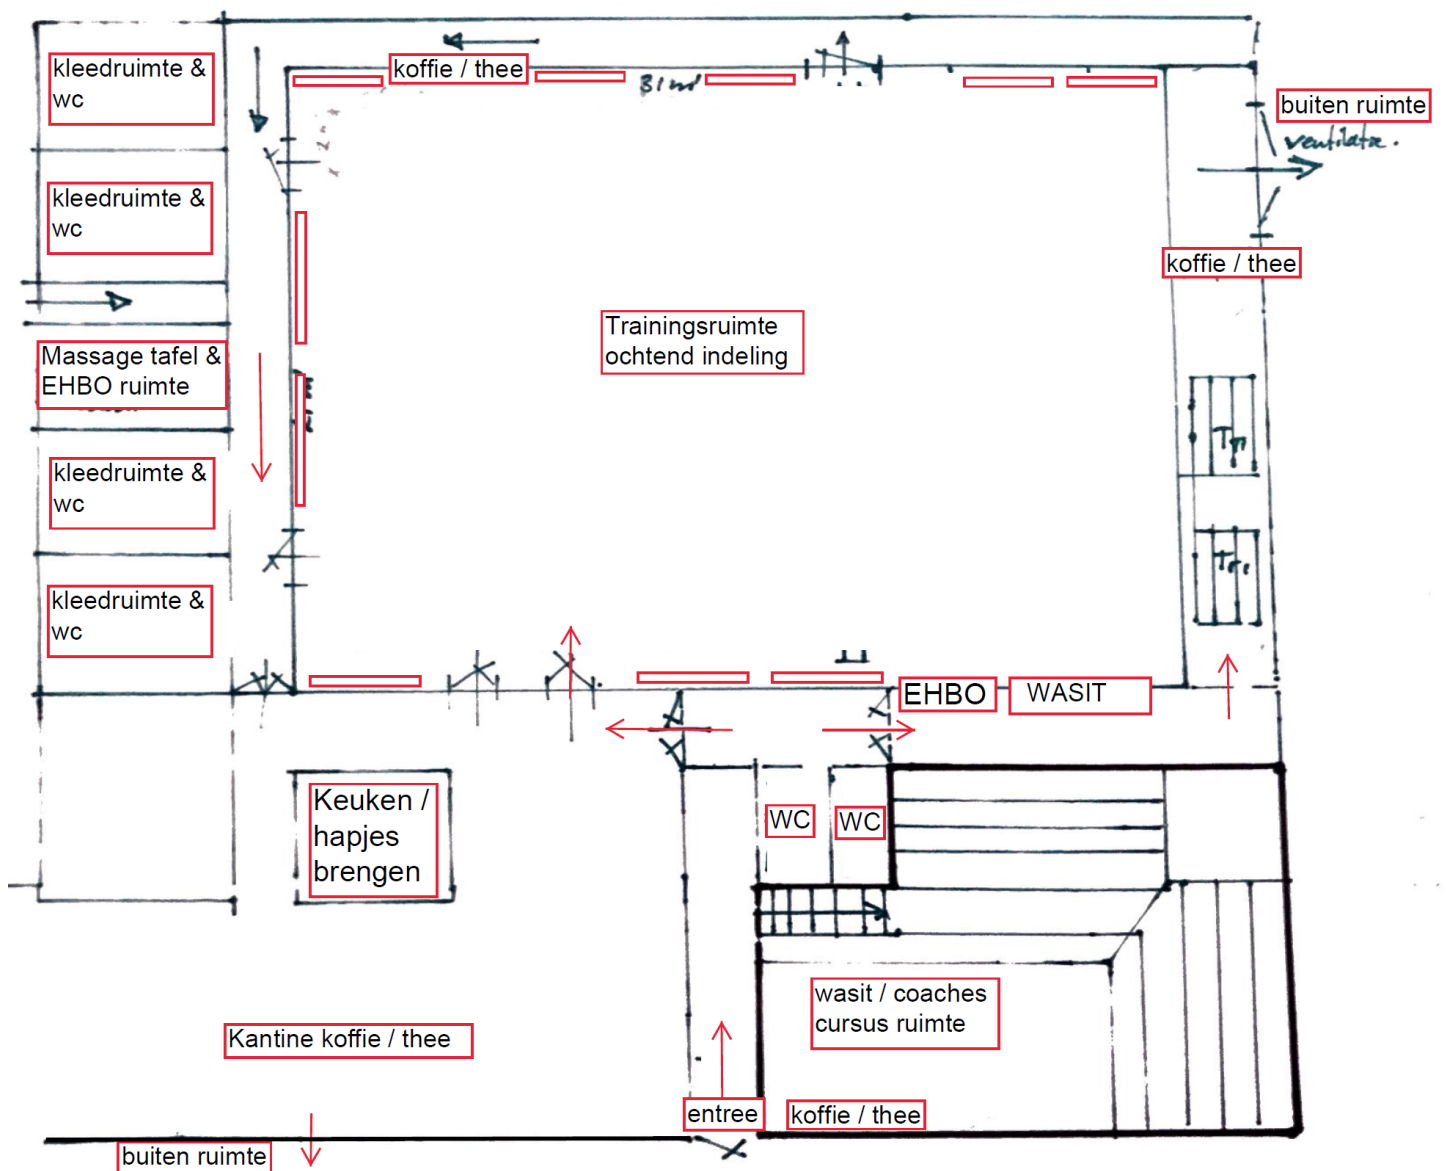 kleedruimte &
wc
koffie / thee
31 m
buiten ruimte
ventilatie.
kleedruimte &
wc
koffie / thee
Massage tafel &
EHBO ruimte
Trainingsruimte
ochtend indeling
kleedruimte &
wc
kleedruimte &
wc
EHBO
WASIT
Keuken /
hapjes
brengen
WC
WC
wasit / coaches
cursus ruimte
Kantine koffie / thee
entree
koffie / thee
buiten ruimte